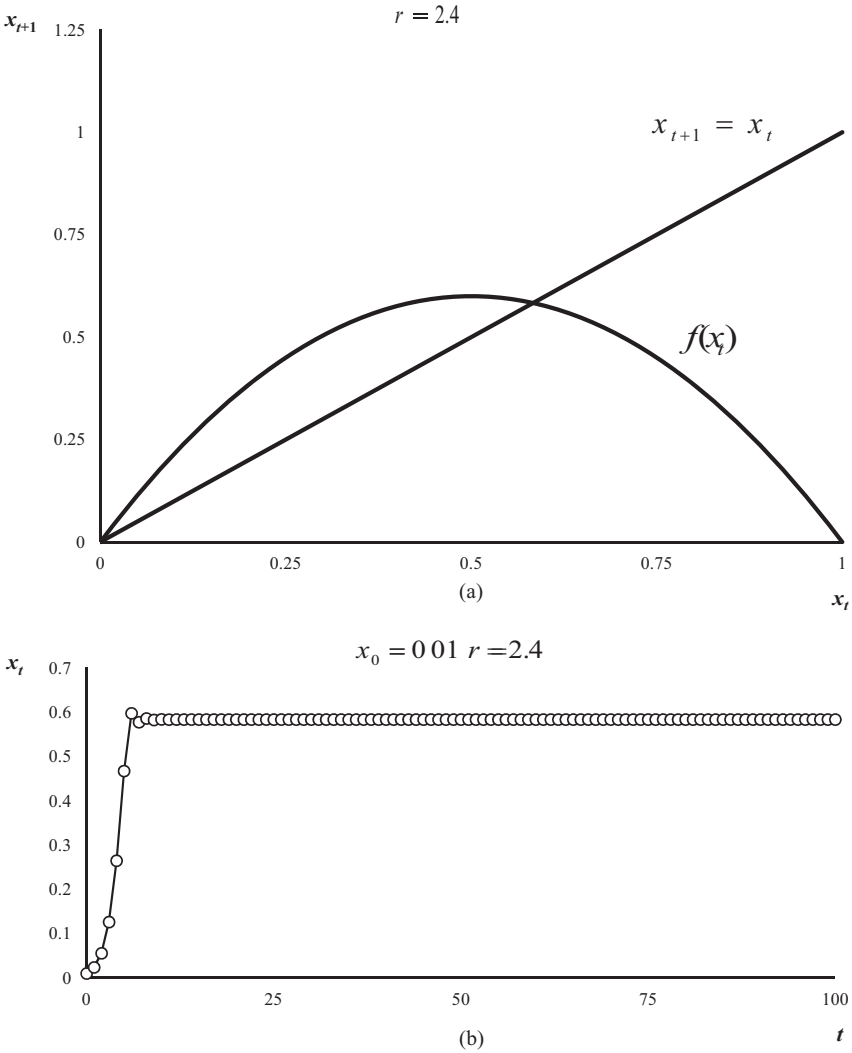 r = 2.4
x_{t+1}
1.25
1
0.75
0.5
0.25
0
x_{t+1} = x_t
f(x_t)
0 0.25 0.5 0.75 1
(a)
x_t
x_0 = 0 01 r = 2.4
x_t
0.7
0.6
0.5
0.4
0.3
0.2
0.1
0
0 25 50 75 100
(b)
t